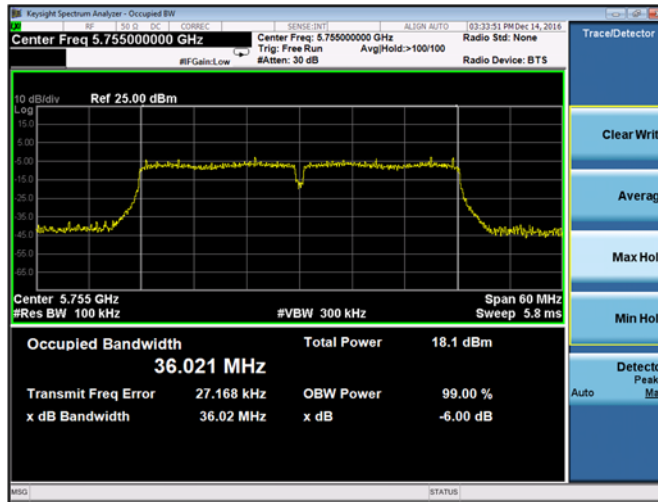 Keysight Spectrum Analyzer - Occupied BW
RF 50 Ω DC CORREC SENSE:INT ALIGN AUTO 03:33:51 PM Dec 14, 2016
Center Freq 5.755000000 GHz
Center Freq: 5.755000000 GHz
Radio Std: None
Trig: Free Run Avg|Hold:>100/100
#IFGain:Low
#Atten: 30 dB
Radio Device: BTS
10 dB/div Ref 25.00 dBm
Log
15.0
5.00
-5.00
-15.0
-25.0
-35.0
-45.0
-55.0
-65.0
Center 5.755 GHz Span 60 MHz
#Res BW 100 kHz #VBW 300 kHz Sweep 5.8 ms
Occupied Bandwidth Total Power 18.1 dBm
36.021 MHz
Transmit Freq Error 27.168 kHz OBW Power 99.00 %
x dB Bandwidth 36.02 MHz x dB -6.00 dB
MSG STATUS
Trace/Detector
Clear Writ
Averag
Max Hol
Min Hol
Detecto
Peak
Auto Ma